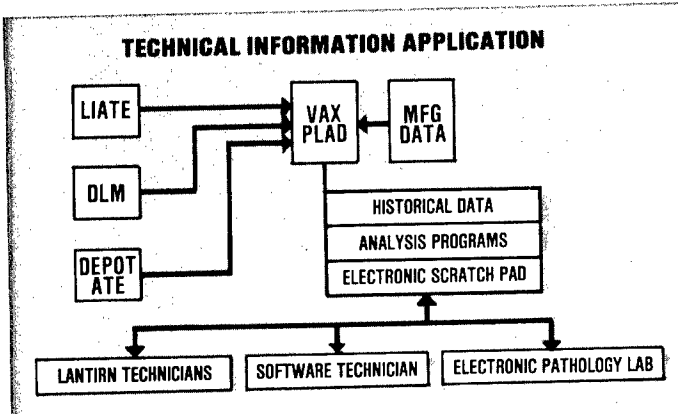 TECHNICAL INFORMATION APPLICATION
LIATE
VAX
PLAD
MFG
DATA
DLM
HISTORICAL DATA
ANALYSIS PROGRAMS
DEPOT
ATE
ELECTRONIC SCRATCH PAD
LANTIRN TECHNICIANS
SOFTWARE TECHNICIAN
ELECTRONIC PATHOLOGY LAB